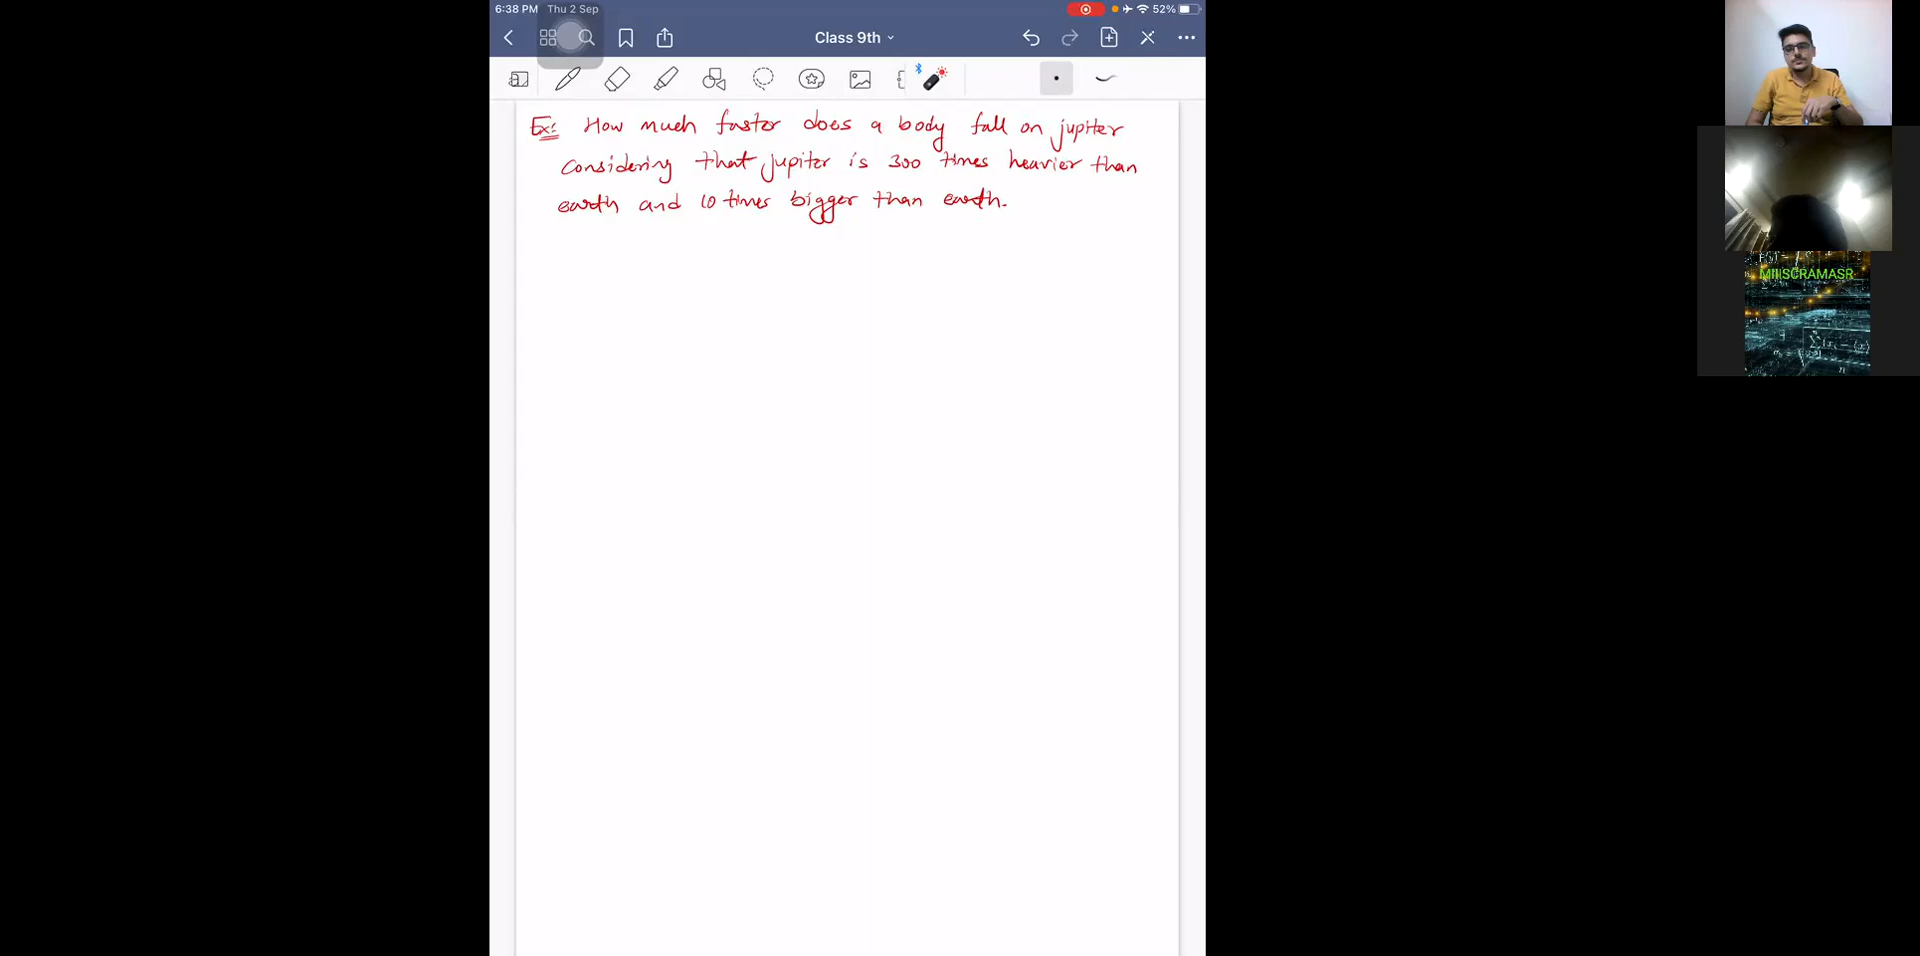 6:38 PM Thu 2 Sep
52%
Class 9th
Ex: How much faster does a body fall on jupiter
considering that jupiter is 300 times heavier than
earth and 10 times bigger than earth.
MIIISCRAMASR